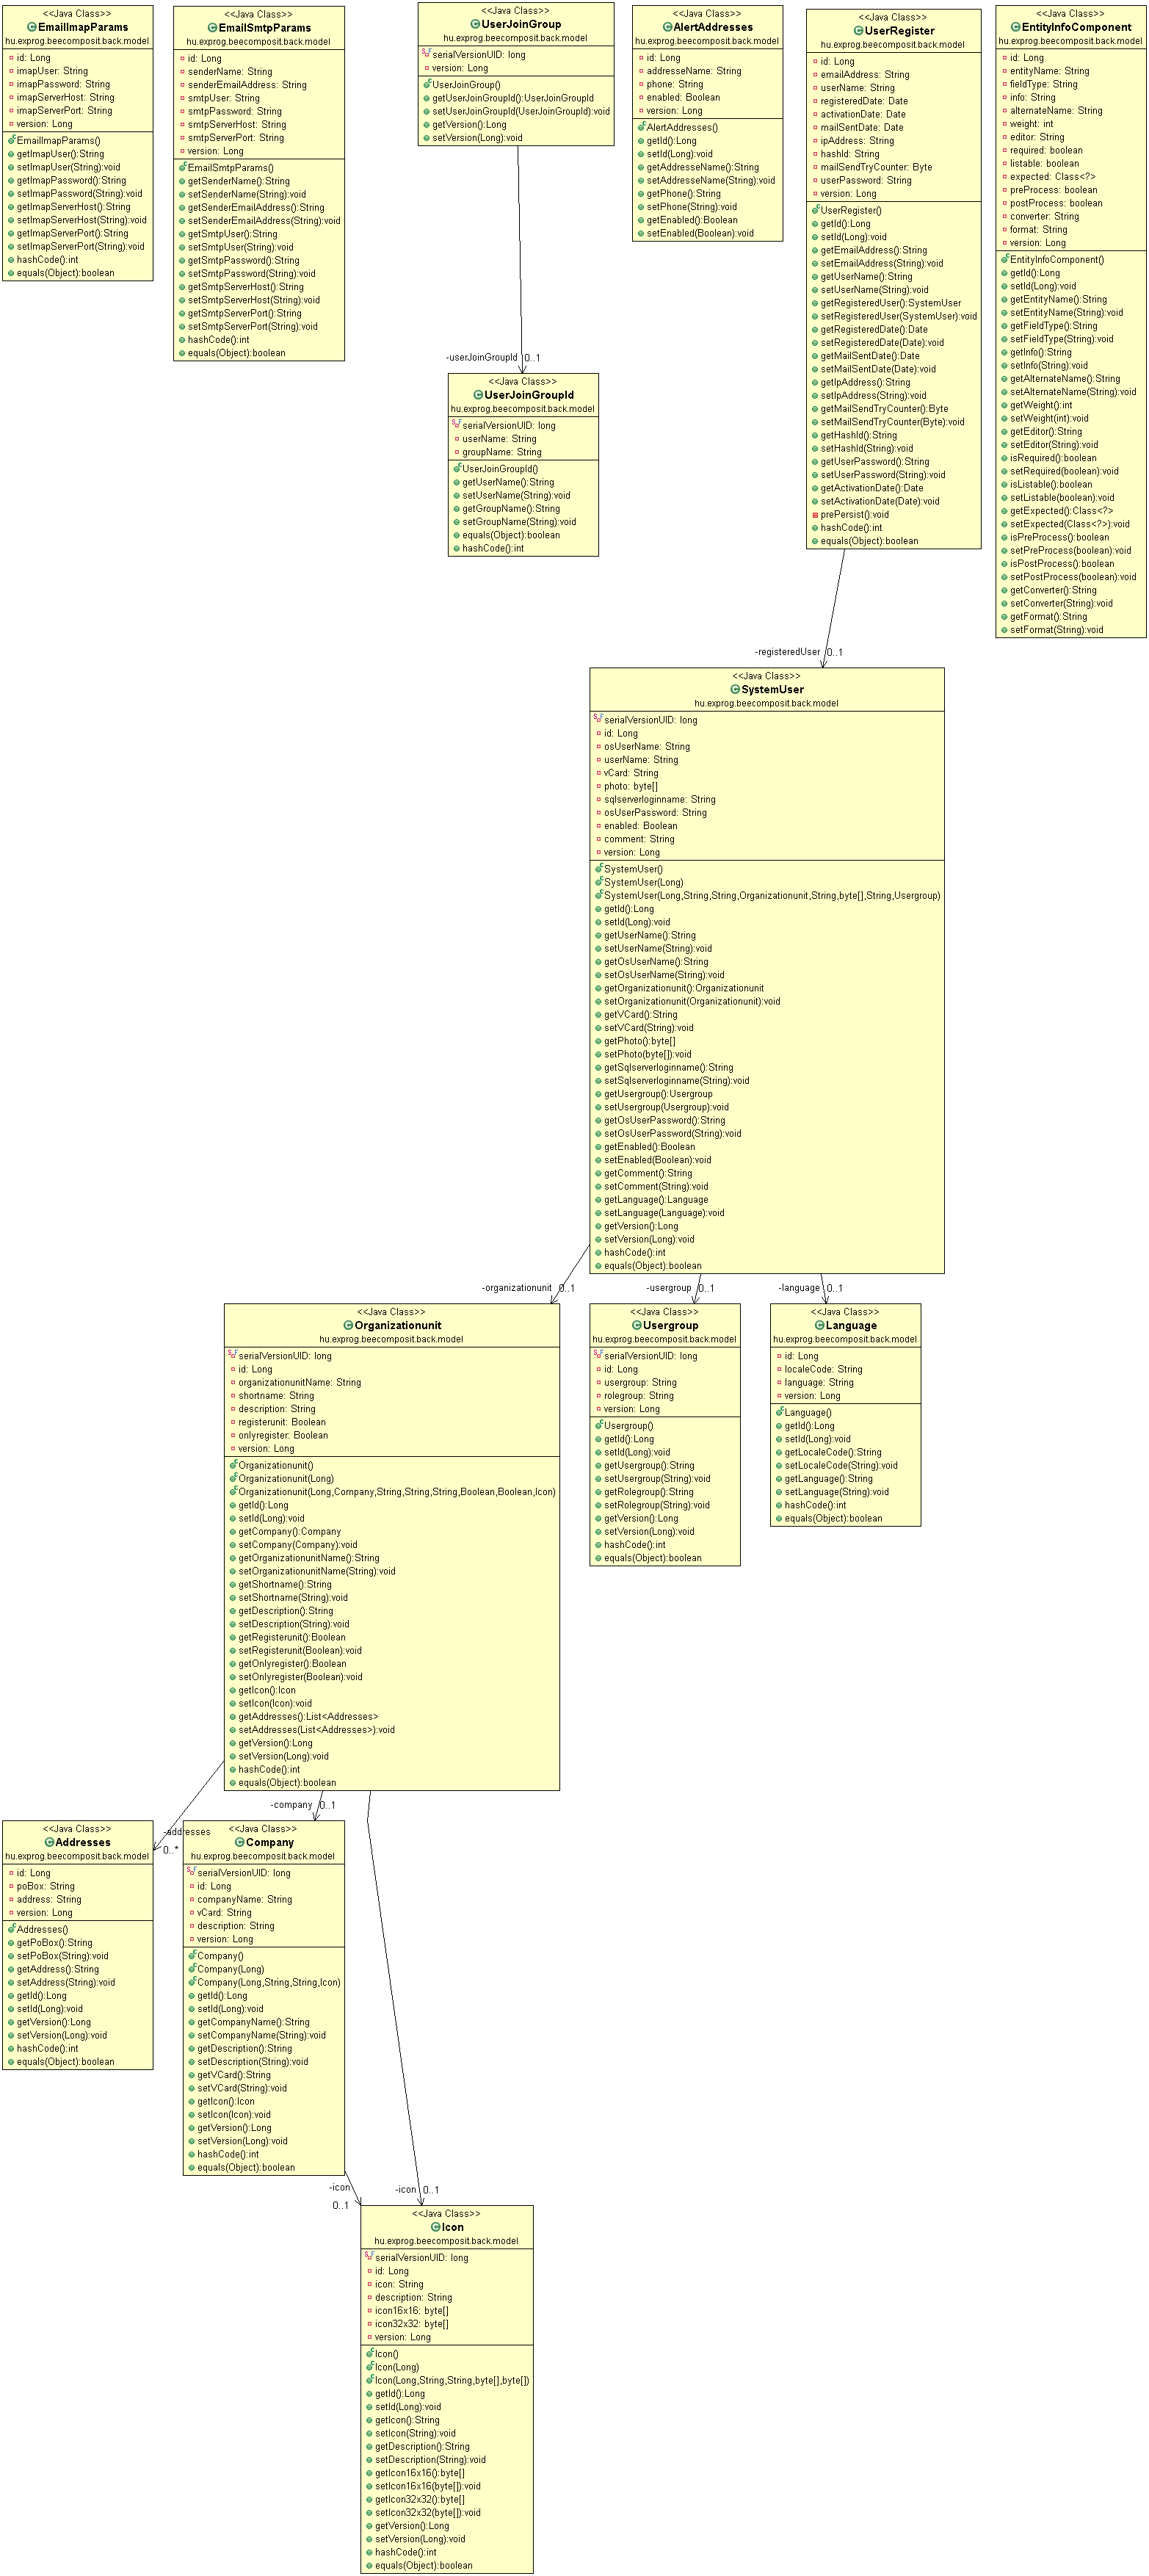 <<Java Class>>
EmailImapParams
hu.exprog.beecomposit.back.model
id: Long
imapUser: String
imapPassword: String
imapServerHost: String
imapServerPort: String
version: Long
EmailImapParams()
getImapUser():String
setImapUser(String):void
getImapPassword():String
setImapPassword(String):void
getImapServerHost():String
setImapServerHost(String):void
getImapServerPort():String
setImapServerPort(String):void
hashCode():int
equals(Object):boolean
<<Java Class>>
EmailSmtpParams
hu.exprog.beecomposit.back.model
id: Long
senderName: String
senderEmailAddress: String
smtpUser: String
smtpPassword: String
smtpServerHost: String
smtpServerPort: String
version: Long
EmailSmtpParams()
getSenderName():String
setSenderName(String):void
getSenderEmailAddress():String
setSenderEmailAddress(String):void
getSmtpUser():String
setSmtpUser(String):void
getSmtpPassword():String
setSmtpPassword(String):void
getSmtpServerHost():String
setSmtpServerHost(String):void
getSmtpServerPort():String
setSmtpServerPort(String):void
hashCode():int
equals(Object):boolean
<<Java Class>>
UserJoinGroup
hu.exprog.beecomposit.back.model
serialVersionUID: long
version: Long
UserJoinGroup()
getUserJoinGroupId():UserJoinGroupId
setUserJoinGroupId(UserJoinGroupId):void
getVersion():Long
setVersion(Long):void
<<Java Class>>
AlertAddresses
hu.exprog.beecomposit.back.model
id: Long
addresseName: String
phone: String
enabled: Boolean
version: Long
AlertAddresses()
getId():Long
setId(Long):void
getAddresseName():String
setAddresseName(String):void
getPhone():String
setPhone(String):void
getEnabled():Boolean
setEnabled(Boolean):void
<<Java Class>>
UserRegister
hu.exprog.beecomposit.back.model
id: Long
emailAddress: String
userName: String
registeredDate: Date
activationDate: Date
mailSentDate: Date
ipAddress: String
hashId: String
mailSendTryCounter: Byte
userPassword: String
version: Long
UserRegister()
getId():Long
setId(Long):void
getEmailAddress():String
setEmailAddress(String):void
getUserName():String
setUserName(String):void
getRegisteredUser():SystemUser
setRegisteredUser(SystemUser):void
getRegisteredDate():Date
setRegisteredDate(Date):void
getMailSentDate():Date
setMailSentDate(Date):void
getIpAddress():String
setIpAddress(String):void
getMailSendTryCounter():Byte
setMailSendTryCounter(Byte):void
getHashId():String
setHashId(String):void
getUserPassword():String
setUserPassword(String):void
getActivationDate():Date
setActivationDate(Date):void
prePersist():void
hashCode():int
equals(Object):boolean
<<Java Class>>
EntityInfoComponent
hu.exprog.beecomposit.back.model
id: Long
entityName: String
fieldType: String
info: String
alternateName: String
weight: int
editor: String
required: boolean
listable: boolean
expected: Class<?>
preProcess: boolean
postProcess: boolean
converter: String
format: String
version: Long
EntityInfoComponent()
getId():Long
setId(Long):void
getEntityName():String
setEntityName(String):void
getFieldType():String
setFieldType(String):void
getInfo():String
setInfo(String):void
getAlternateName():String
setAlternateName(String):void
getWeight():int
setWeight(int):void
getEditor():String
setEditor(String):void
isRequired():boolean
setRequired(boolean):void
isListable():boolean
setListable(boolean):void
getExpected():Class<?>
setExpected(Class<?>):void
isPreProcess():boolean
setPreProcess(boolean):void
isPostProcess():boolean
setPostProcess(boolean):void
getConverter():String
setConverter(String):void
getFormat():String
setFormat(String):void
-userJoinGroupId 0..1
<<Java Class>>
UserJoinGroupId
hu.exprog.beecomposit.back.model
serialVersionUID: long
userName: String
groupName: String
UserJoinGroupId()
getUserName():String
setUserName(String):void
getGroupName():String
setGroupName(String):void
equals(Object):boolean
hashCode():int
-registeredUser 0..1
<<Java Class>>
SystemUser
hu.exprog.beecomposit.back.model
serialVersionUID: long
id: Long
osUserName: String
userName: String
vCard: String
photo: byte[]
sqlserverloginname: String
osUserPassword: String
enabled: Boolean
comment: String
version: Long
SystemUser()
SystemUser(Long)
SystemUser(Long,String,String,Organizationunit,String,byte[],String,Usergroup)
getId():Long
setId(Long):void
getUserName():String
setUserName(String):void
getOsUserName():String
setOsUserName(String):void
getOrganizationunit():Organizationunit
setOrganizationunit(Organizationunit):void
getVCard():String
setVCard(String):void
getPhoto():byte[]
setPhoto(byte[]):void
getSqlserverloginname():String
setSqlserverloginname(String):void
getUsergroup():Usergroup
setUsergroup(Usergroup):void
getOsUserPassword():String
setOsUserPassword(String):void
getEnabled():Boolean
setEnabled(Boolean):void
getComment():String
setComment(String):void
getLanguage():Language
setLanguage(Language):void
getVersion():Long
setVersion(Long):void
hashCode():int
equals(Object):boolean
-organizationunit 0..1
-usergroup 0..1
-language 0..1
<<Java Class>>
Organizationunit
hu.exprog.beecomposit.back.model
serialVersionUID: long
id: Long
organizationunitName: String
shortname: String
description: String
registerunit: Boolean
onlyregister: Boolean
version: Long
Organizationunit()
Organizationunit(Long)
Organizationunit(Long,Company,String,String,String,Boolean,Boolean,Icon)
getId():Long
setId(Long):void
getCompany():Company
setCompany(Company):void
getOrganizationunitName():String
setOrganizationunitName(String):void
getShortname():String
setShortname(String):void
getDescription():String
setDescription(String):void
getRegisterunit():Boolean
setRegisterunit(Boolean):void
getOnlyregister():Boolean
setOnlyregister(Boolean):void
getIcon():Icon
setIcon(Icon):void
getAddresses():List<Addresses>
setAddresses(List<Addresses>):void
getVersion():Long
setVersion(Long):void
hashCode():int
equals(Object):boolean
<<Java Class>>
Usergroup
hu.exprog.beecomposit.back.model
serialVersionUID: long
id: Long
usergroup: String
rolegroup: String
version: Long
Usergroup()
getId():Long
setId(Long):void
getUsergroup():String
setUsergroup(String):void
getRolegroup():String
setRolegroup(String):void
getVersion():Long
setVersion(Long):void
hashCode():int
equals(Object):boolean
<<Java Class>>
Language
hu.exprog.beecomposit.back.model
id: Long
localeCode: String
language: String
version: Long
Language()
getId():Long
setId(Long):void
getLocaleCode():String
setLocaleCode(String):void
getLanguage():String
setLanguage(String):void
hashCode():int
equals(Object):boolean
-addresses
0..*
-company 0..1
<<Java Class>>
Addresses
hu.exprog.beecomposit.back.model
id: Long
poBox: String
address: String
version: Long
Addresses()
getPoBox():String
setPoBox(String):void
getAddress():String
setAddress(String):void
getId():Long
setId(Long):void
getVersion():Long
setVersion(Long):void
hashCode():int
equals(Object):boolean
<<Java Class>>
Company
hu.exprog.beecomposit.back.model
serialVersionUID: long
id: Long
companyName: String
vCard: String
description: String
version: Long
Company()
Company(Long)
Company(Long,String,String,Icon)
getId():Long
setId(Long):void
getCompanyName():String
setCompanyName(String):void
getDescription():String
setDescription(String):void
getVCard():String
setVCard(String):void
getIcon():Icon
setIcon(Icon):void
getVersion():Long
setVersion(Long):void
hashCode():int
equals(Object):boolean
-icon
0..1
-icon 0..1
<<Java Class>>
Icon
hu.exprog.beecomposit.back.model
serialVersionUID: long
id: Long
icon: String
description: String
icon16x16: byte[]
icon32x32: byte[]
version: Long
Icon()
Icon(Long)
Icon(Long,String,String,byte[],byte[])
getId():Long
setId(Long):void
getIcon():String
setIcon(String):void
getDescription():String
setDescription(String):void
getIcon16x16():byte[]
setIcon16x16(byte[]):void
getIcon32x32():byte[]
setIcon32x32(byte[]):void
getVersion():Long
setVersion(Long):void
hashCode():int
equals(Object):boolean